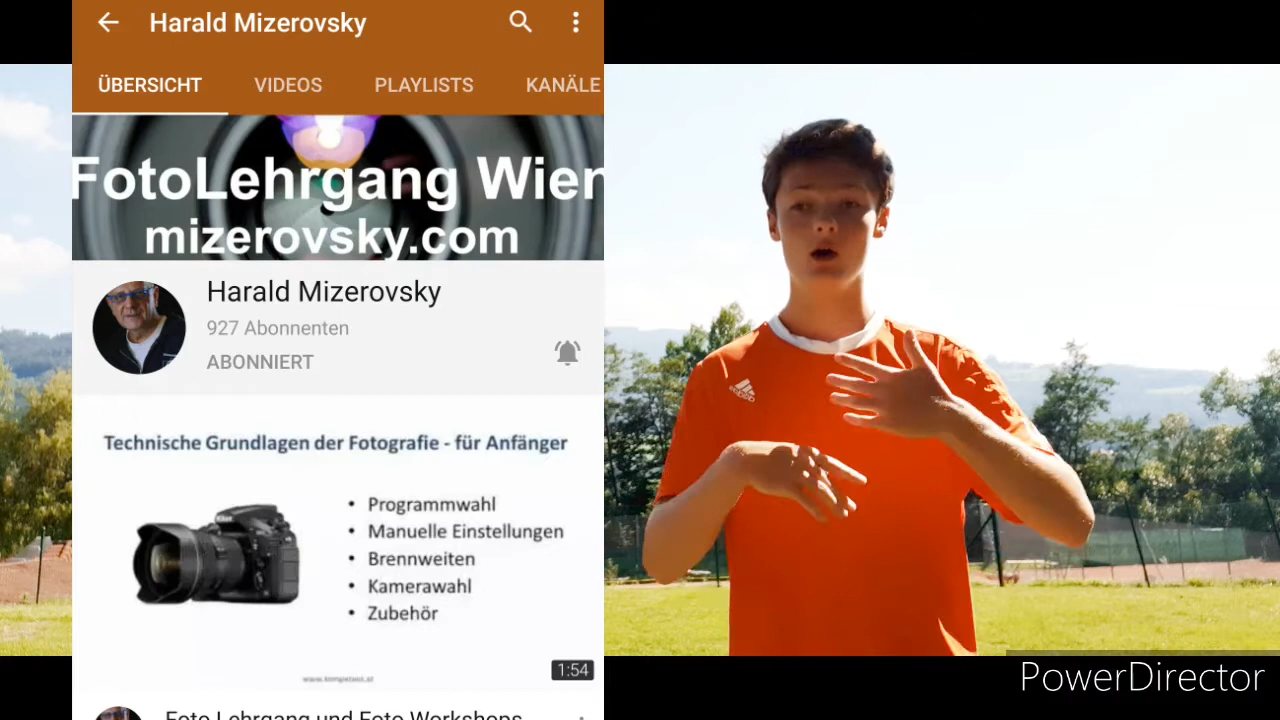 Harald Mizerovsky
ÜBERSICHT VIDEOS PLAYLISTS KANÄLE
FotoLehrgang Wien
mizerovsky.com
Harald Mizerovsky
927 Abonnenten
ABONNIERT
Technische Grundlagen der Fotografie - für Anfänger
• Programmwahl
• Manuelle Einstellungen
• Brennweiten
• Kamerawahl
• Zubehör
1:54
Foto Lehrgang und Foto Workshops
adidas
PowerDirector